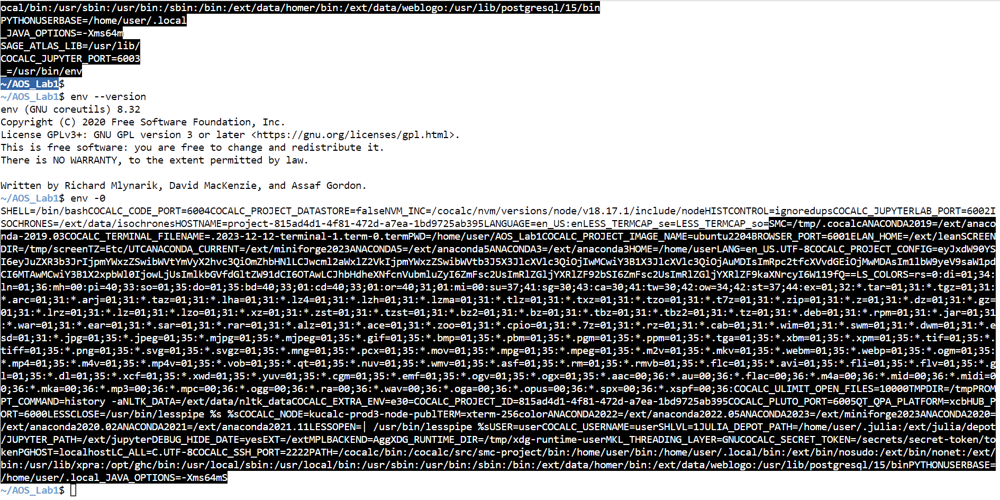 ocal/bin:/usr/sbin:/usr/bin:/sbin:/bin:/ext/data/homer/bin:/ext/data/weblogo:/usr/lib/postgresql/15/bin
PYTHONUSERBASE=/home/user/.local
_JAVA_OPTIONS=-Xms64m
SAGE_ATLAS_LIB=/usr/lib/
COCALC_JUPYTER_PORT=6003
_=/usr/bin/env
~/AOS_Lab1$
~/AOS_Lab1$ env --version
env (GNU coreutils) 8.32
Copyright (C) 2020 Free Software Foundation, Inc.
License GPLv3+: GNU GPL version 3 or later <https://gnu.org/licenses/gpl.html>.
This is free software: you are free to change and redistribute it.
There is NO WARRANTY, to the extent permitted by law.
Written by Richard Mlynarik, David MacKenzie, and Assaf Gordon.
~/AOS_Lab1$ env -0
SHELL=/bin/bashCOCALC_CODE_PORT=6004COCALC_PROJECT_DATASTORE=falseNVM_INC=/cocalc/nvm/versions/node/v18.17.1/include/nodeHISTCONTROL=ignoredupsCOCALC_JUPYTERLAB_PORT=6002I
SOCHRONES=/ext/data/isochronesHOSTNAME=project-815ad4d1-4f81-472d-a7ea-1bd9725ab395LANGUAGE=en_US:enLESS_TERMCAP_se=LESS_TERMCAP_so=SMC=/tmp/.cocalcANACONDA2019=/ext/anaco
nda-2019.03COCALC_TERMINAL_FILENAME=.2023-12-12-terminal-1.term-0.termPWD=/home/user/AOS_Lab1COCALC_PROJECT_IMAGE_NAME=ubuntu2204BROWSER_PORT=6001ELAN_HOME=/ext/leanSCREEN
DIR=/tmp/screenTZ=Etc/UTCANACONDA_CURRENT=/ext/miniforge2023ANACONDA5=/ext/anaconda5ANACONDA3=/ext/anaconda3HOME=/home/userLANG=en_US.UTF-8COCALC_PROJECT_CONFIG=eyJxdW90YS
I6eyJuZXR3b3JrIjpmYWxzZSwibWVtYmVyX2hvc3QiOmZhbHNlLCJwcml2aWxlZ2VkIjpmYWxzZSwibWVtb3J5X3JlcXVlc3QiOjIwMCwiY3B1X3JlcXVlc3QiOjAuMDIsImRpc2tfcXVvdGEiOjMwMDAsIm1lbW9yeV9saW1pd
CI6MTAwMCwiY3B1X2xpbWl0IjowLjUsImlkbGVfdGltZW91dCI6OTAwLCJhbHdheXNfcnVubmluZyI6ZmFsc2UsImRlZGljYXRlZF92bSI6ZmFsc2UsImRlZGljYXRlZF9kaXNrcyI6W119fQ==LS_COLORS=rs=0:di=01;34:
ln=01;36:mh=00:pi=40;33:so=01;35:do=01;35:bd=40;33;01:cd=40;33;01:or=40;31;01:mi=00:su=37;41:sg=30;43:ca=30;41:tw=30;42:ow=34;42:st=37;44:ex=01;32:*.tar=01;31:*.tgz=01;31:
*.arc=01;31:*.arj=01;31:*.taz=01;31:*.lha=01;31:*.lz4=01;31:*.lzh=01;31:*.lzma=01;31:*.tlz=01;31:*.txz=01;31:*.tzo=01;31:*.t7z=01;31:*.zip=01;31:*.z=01;31:*.dz=01;31:*.gz=
01;31:*.lrz=01;31:*.lz=01;31:*.lzo=01;31:*.xz=01;31:*.zst=01;31:*.tzst=01;31:*.bz2=01;31:*.bz=01;31:*.tbz=01;31:*.tbz2=01;31:*.tz=01;31:*.deb=01;31:*.rpm=01;31:*.jar=01;31
:*.war=01;31:*.ear=01;31:*.sar=01;31:*.rar=01;31:*.alz=01;31:*.ace=01;31:*.zoo=01;31:*.cpio=01;31:*.7z=01;31:*.rz=01;31:*.cab=01;31:*.wim=01;31:*.swm=01;31:*.dwm=01;31:*.e
sd=01;31:*.jpg=01;35:*.jpeg=01;35:*.mjpg=01;35:*.mjpeg=01;35:*.gif=01;35:*.bmp=01;35:*.pbm=01;35:*.pgm=01;35:*.ppm=01;35:*.tga=01;35:*.xbm=01;35:*.xpm=01;35:*.tif=01;35:*.
tiff=01;35:*.png=01;35:*.svg=01;35:*.svgz=01;35:*.mng=01;35:*.pcx=01;35:*.mov=01;35:*.mpg=01;35:*.mpeg=01;35:*.m2v=01;35:*.mkv=01;35:*.webm=01;35:*.webp=01;35:*.ogm=01;35:
*.mp4=01;35:*.m4v=01;35:*.mp4v=01;35:*.vob=01;35:*.qt=01;35:*.nuv=01;35:*.wmv=01;35:*.asf=01;35:*.rm=01;35:*.rmvb=01;35:*.flc=01;35:*.avi=01;35:*.fli=01;35:*.flv=01;35:*.g
l=01;35:*.dl=01;35:*.xcf=01;35:*.xwd=01;35:*.yuv=01;35:*.cgm=01;35:*.emf=01;35:*.ogv=01;35:*.ogx=01;35:*.aac=00;36:*.au=00;36:*.flac=00;36:*.m4a=00;36:*.mid=00;36:*.midi=0
0;36:*.mka=00;36:*.mp3=00;36:*.mpc=00;36:*.ogg=00;36:*.ra=00;36:*.wav=00;36:*.oga=00;36:*.opus=00;36:*.spx=00;36:*.xspf=00;36:COCALC_ULIMIT_OPEN_FILES=10000TMPDIR=/tmpPROM
PT_COMMAND=history -aNLTK_DATA=/ext/data/nltk_dataCOCALC_EXTRA_ENV=e30=COCALC_PROJECT_ID=815ad4d1-4f81-472d-a7ea-1bd9725ab395COCALC_PLUTO_PORT=6005QT_QPA_PLATFORM=xcbHUB_P
ORT=6000LESSCLOSE=/usr/bin/lesspipe %s %sCOCALC_NODE=kucalc-prod3-node-publTERM=xterm-256colorANACONDA2022=/ext/anaconda2022.05ANACONDA2023=/ext/miniforge2023ANACONDA2020=
/ext/anaconda2020.02ANACONDA2021=/ext/anaconda2021.11LESSOPEN=| /usr/bin/lesspipe %sUSER=userCOCALC_USERNAME=userSHLVL=1JULIA_DEPOT_PATH=/home/user/.julia:/ext/julia/depot
/JUPYTER_PATH=/ext/jupyterDEBUG_HIDE_DATE=yesEXT=/extMPLBACKEND=AggXDG_RUNTIME_DIR=/tmp/xdg-runtime-userMKL_THREADING_LAYER=GNUCOCALC_SECRET_TOKEN=/secrets/secret-token/to
kenPGHOST=localhostLC_ALL=C.UTF-8COCALC_SSH_PORT=2222PATH=/cocalc/bin:/cocalc/src/smc-project/bin:/home/user/bin:/home/user/.local/bin:/ext/bin/nosudo:/ext/bin/nonet:/ext/
bin:/usr/lib/xpra:/opt/ghc/bin:/usr/local/sbin:/usr/local/bin:/usr/sbin:/usr/bin:/sbin:/bin:/ext/data/homer/bin:/ext/data/weblogo:/usr/lib/postgresql/15/binPYTHONUSERBASE=
/home/user/.local_JAVA_OPTIONS=-Xms64mS
~/AOS_Lab1$